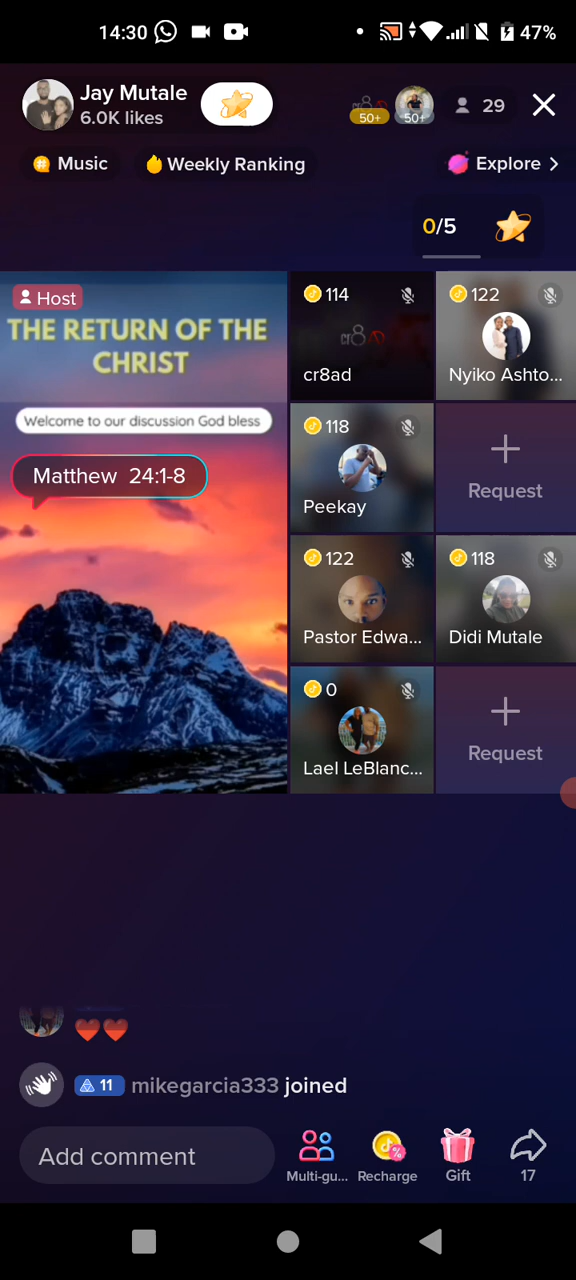 14:30
47%
Jay Mutale
6.0K likes
50+
50+
29
Music
Weekly Ranking
Explore
0/5
Host
THE RETURN OF THE
CHRIST
Welcome to our discussion God bless
Matthew 24:1-8
114
cr8ad
cr8ad
122
Nyiko Ashto...
118
Peekay
Request
122
Pastor Edwa...
118
Didi Mutale
0
Lael LeBlanc...
Request
11 mikegarcia333 joined
Add comment
Multi-gu...
Recharge
Gift
17